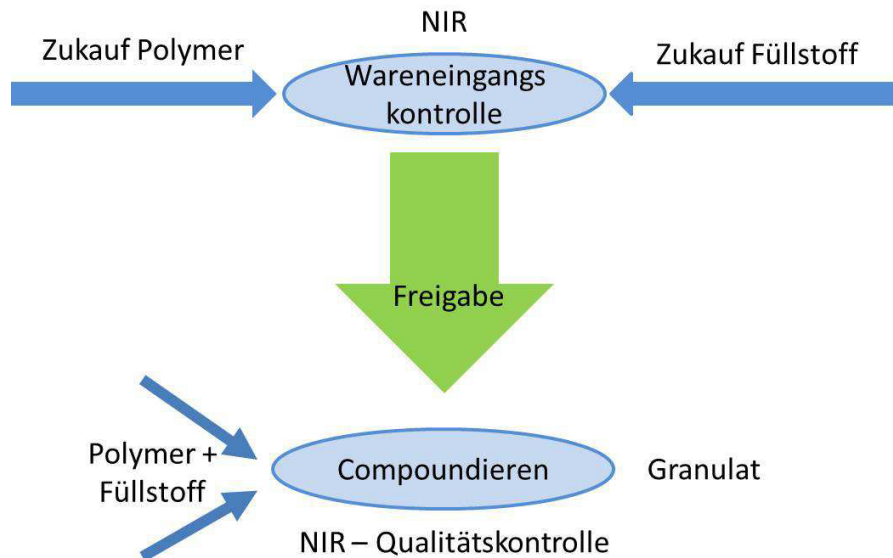 NIR
Zukauf Polymer
Wareneingangs
kontrolle
Zukauf Füllstoff
Freigabe
Polymer +
Füllstoff
Compoundieren
Granulat
NIR – Qualitätskontrolle